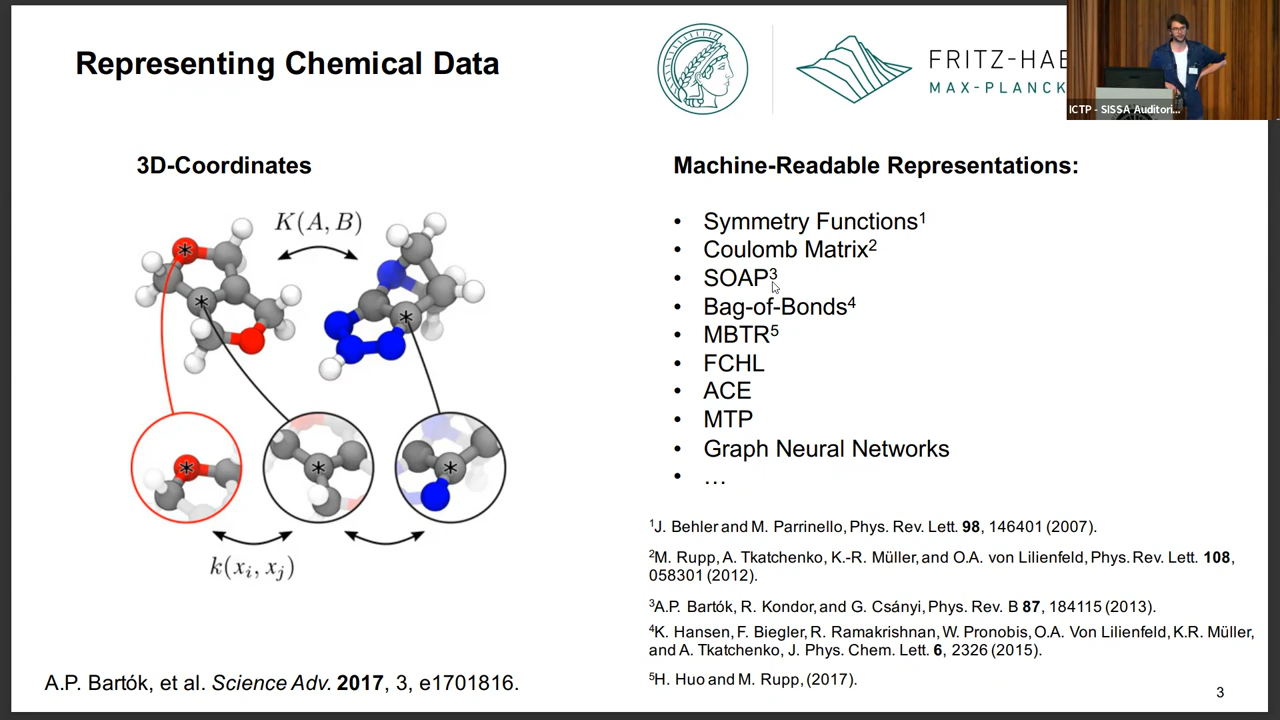 Representing Chemical Data
FRITZ-HAB
MAX-PLANCK
ICTP - SISSA Auditori...
3D-Coordinates
K(A, B)
k(xᵢ, xⱼ)
Machine-Readable Representations:
• Symmetry Functions¹
• Coulomb Matrix²
• SOAP³
• Bag-of-Bonds⁴
• MBTR⁵
• FCHL
• ACE
• MTP
• Graph Neural Networks
• …
¹J. Behler and M. Parrinello, Phys. Rev. Lett. 98, 146401 (2007).
²M. Rupp, A. Tkatchenko, K.-R. Müller, and O.A. von Lilienfeld, Phys. Rev. Lett. 108,
058301 (2012).
³A.P. Bartók, R. Kondor, and G. Csányi, Phys. Rev. B 87, 184115 (2013).
⁴K. Hansen, F. Biegler, R. Ramakrishnan, W. Pronobis, O.A. Von Lilienfeld, K.R. Müller,
and A. Tkatchenko, J. Phys. Chem. Lett. 6, 2326 (2015).
⁵H. Huo and M. Rupp, (2017).
A.P. Bartók, et al. Science Adv. 2017, 3, e1701816.
3